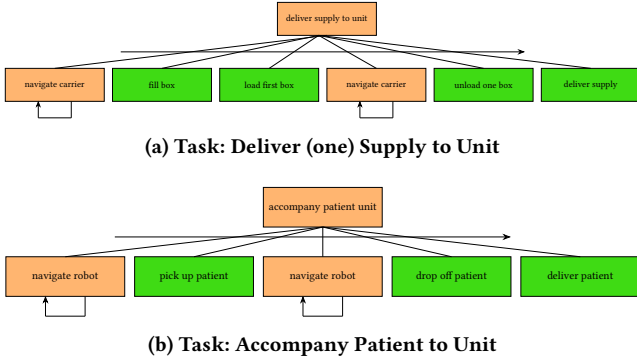 deliver supply to unit
navigate carrier
fill box
load first box
navigate carrier
unload one box
deliver supply
(a) Task: Deliver (one) Supply to Unit
accompany patient unit
navigate robot
pick up patient
navigate robot
drop off patient
deliver patient
(b) Task: Accompany Patient to Unit